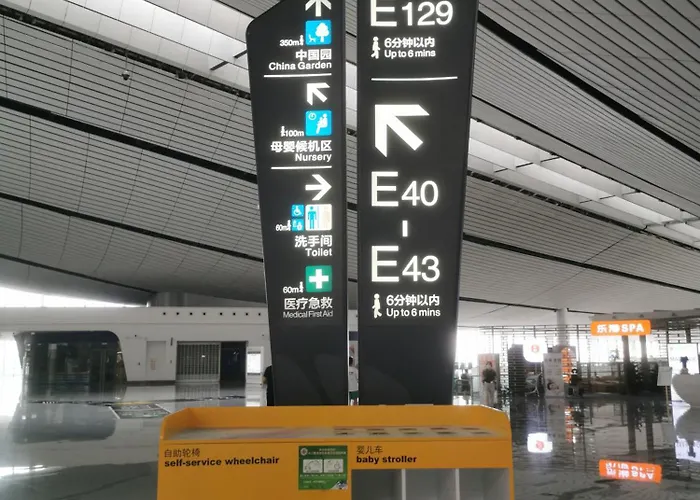 350m
中国园
China Garden
100m
母婴候机区
Nursery
60m
洗手间
Toilet
60m
医疗急救
Medical First Aid
E129
6分钟以内
Up to 6 mins
E40
-
E43
6分钟以内
Up to 6 mins
SPA
自助轮椅
self-service wheelchair
婴儿车
baby stroller